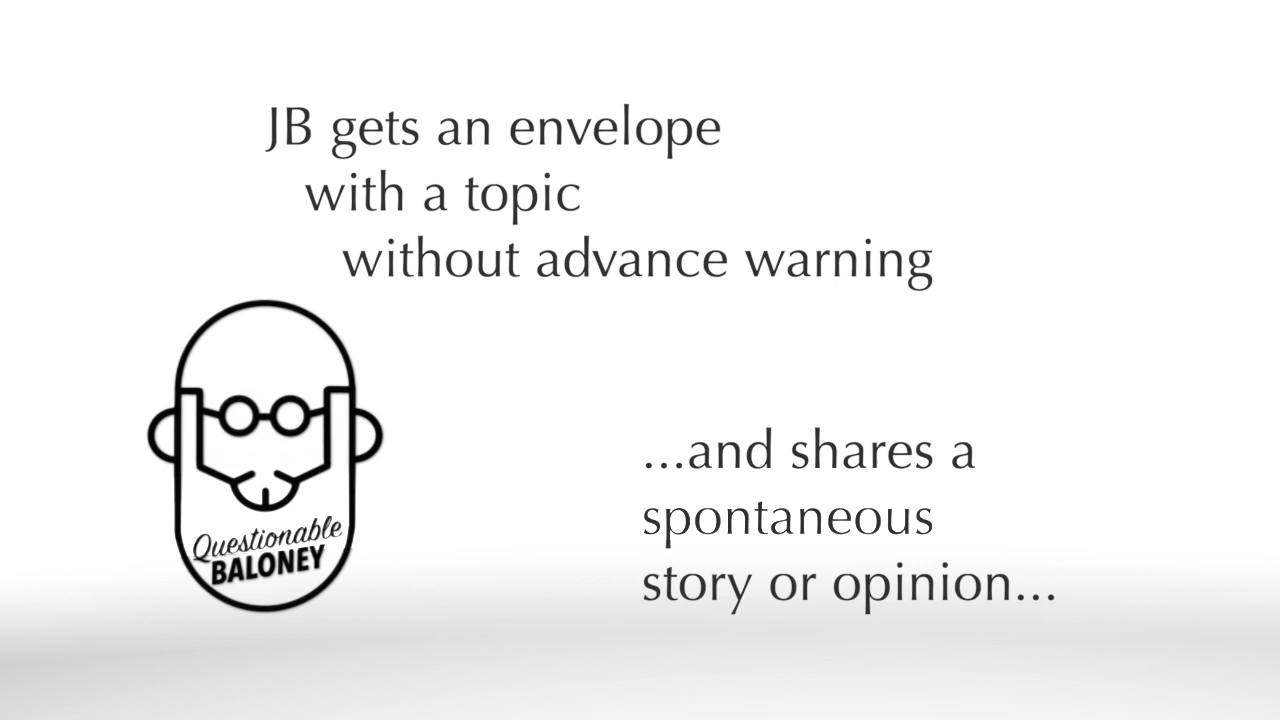 JB gets an envelope
with a topic
without advance warning
...and shares a
spontaneous
story or opinion...
Questionable
BALONEY